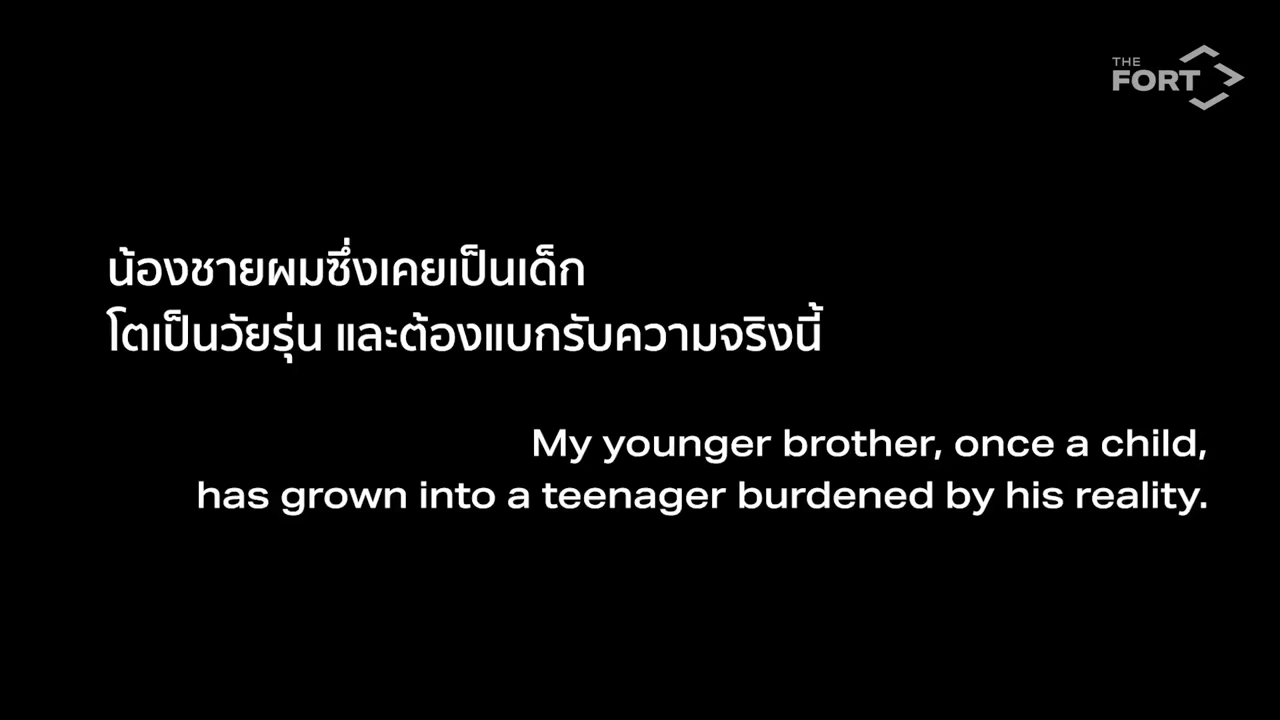 THE
FORT
น้องชายผมซึ่งเคยเป็นเด็ก
โตเป็นวัยรุ่น และต้องแบกรับความจริงนี้
My younger brother, once a child,
has grown into a teenager burdened by his reality.